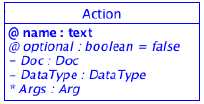 Action
@ name : text
@ optional : boolean = false
- Doc : Doc
- DataType : DataType
* Args : Arg